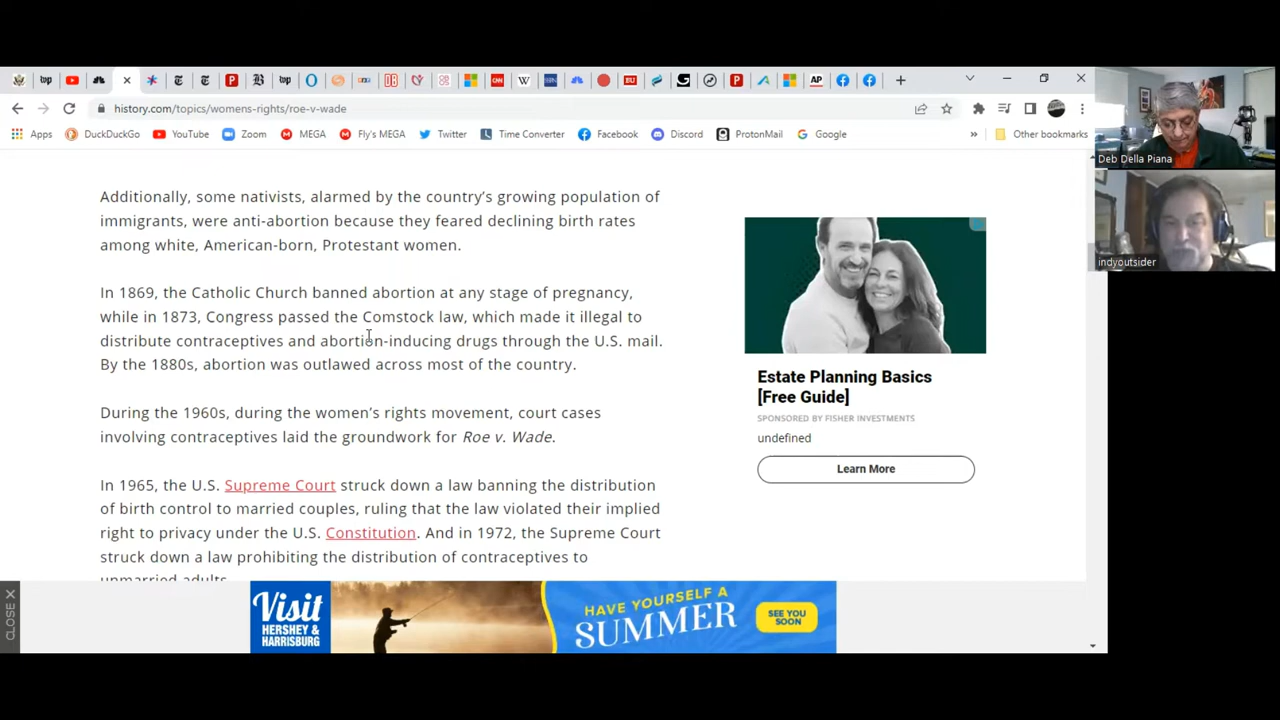 history.com/topics/womens-rights/roe-v-wade
Apps DuckDuckGo YouTube Zoom MEGA Fly's MEGA Twitter Time Converter Facebook Discord ProtonMail Google » Other bookmarks
Deb Della Piana
indyoutsider
Additionally, some nativists, alarmed by the country's growing population of
immigrants, were anti-abortion because they feared declining birth rates
among white, American-born, Protestant women.
In 1869, the Catholic Church banned abortion at any stage of pregnancy,
while in 1873, Congress passed the Comstock law, which made it illegal to
distribute contraceptives and abortion-inducing drugs through the U.S. mail.
By the 1880s, abortion was outlawed across most of the country.
During the 1960s, during the women's rights movement, court cases
involving contraceptives laid the groundwork for Roe v. Wade.
In 1965, the U.S. Supreme Court struck down a law banning the distribution
of birth control to married couples, ruling that the law violated their implied
right to privacy under the U.S. Constitution. And in 1972, the Supreme Court
struck down a law prohibiting the distribution of contraceptives to
unmarried adults.
Estate Planning Basics
[Free Guide]
SPONSORED BY FISHER INVESTMENTS
undefined
Learn More
CLOSE X
Visit
HERSHEY &
HARRISBURG
HAVE YOURSELF A
SUMMER
SEE YOU
SOON